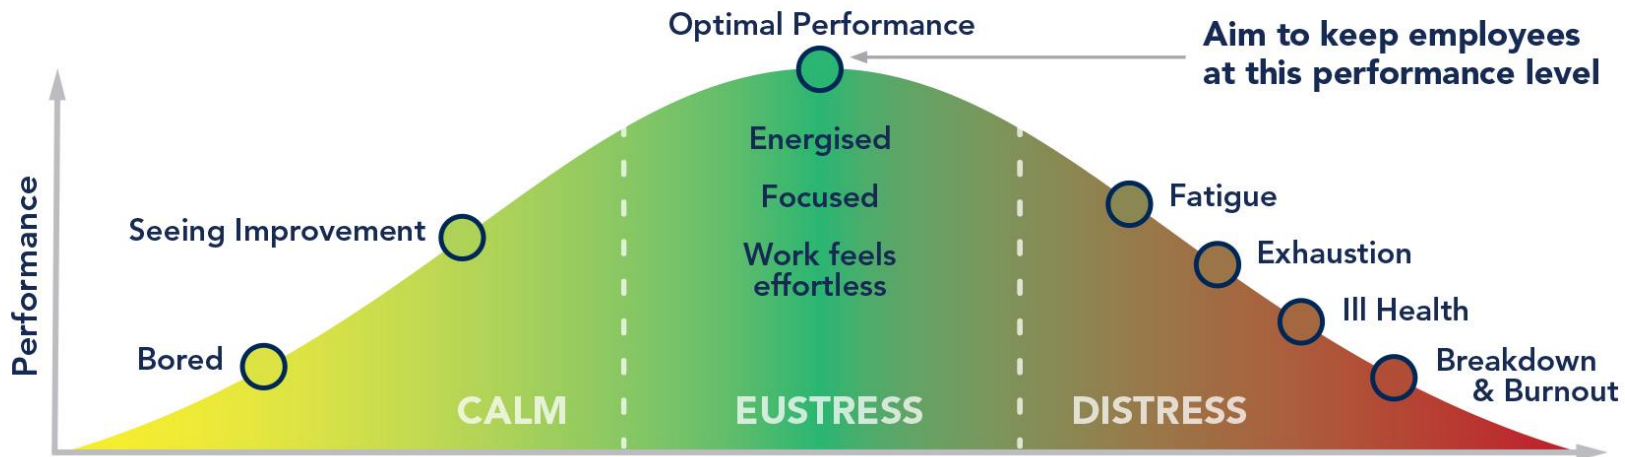 Optimal Performance
Aim to keep employees
at this performance level
Performance
Energised
Focused
Work feels
effortless
Seeing Improvement
Bored
Fatigue
Exhaustion
Ill Health
Breakdown
& Burnout
CALM
EUSTRESS
DISTRESS